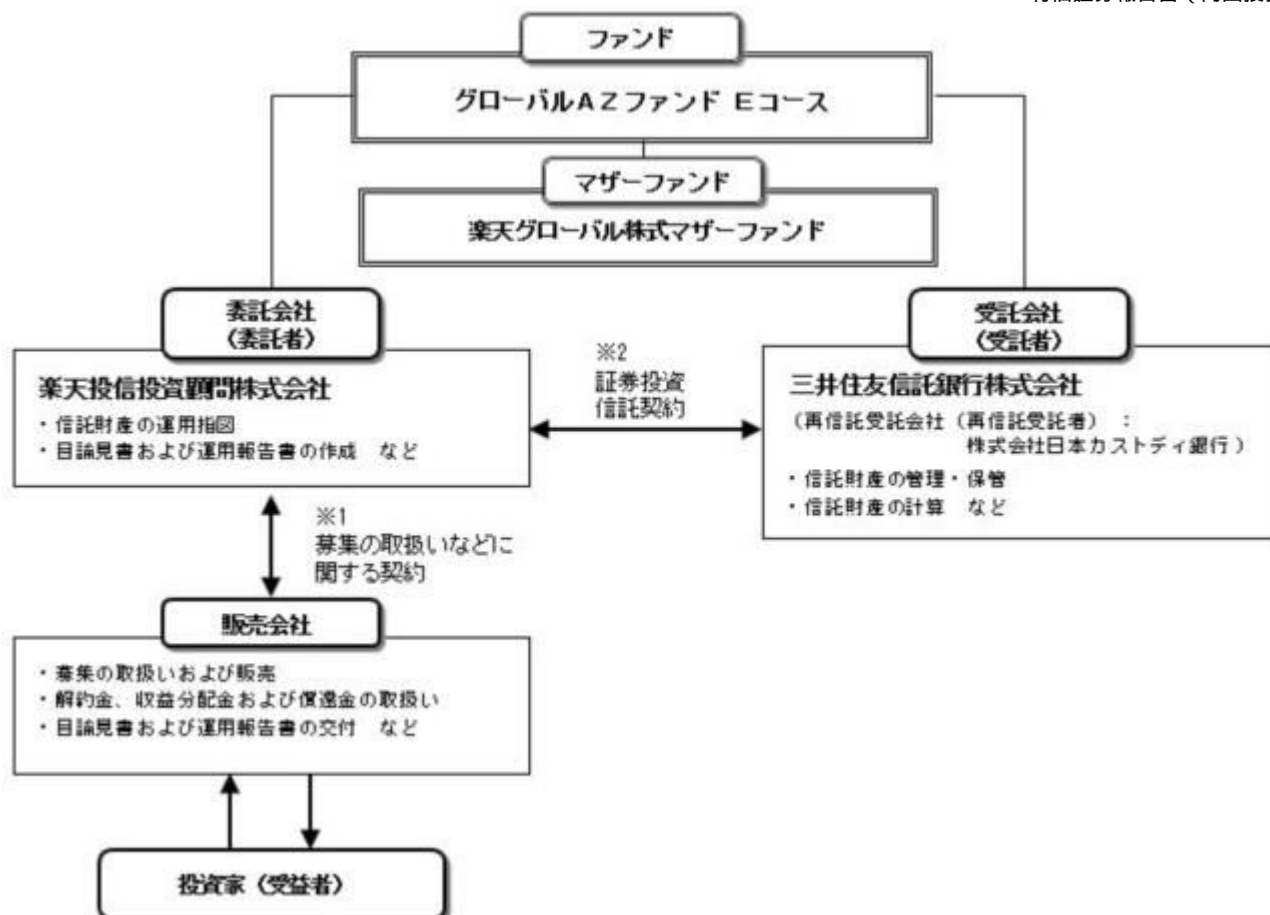 ファンド
グローバルAZファンド Eコース
マザーファンド
楽天グローバル株式マザーファンド
委託会社
（委託者）
楽天投信投資顧問株式会社
・信託財産の運用指図
・目論見書および運用報告書の作成　など
※2
証券投資
信託契約
受託会社
（受託者）
三井住友信託銀行株式会社
（再信託受託会社（再信託受託者）：
株式会社日本カストディ銀行）
・信託財産の管理・保管
・信託財産の計算　など
※1
募集の取扱いなどに
関する契約
販売会社
・募集の取扱いおよび販売
・解約金、収益分配金および償還金の取扱い
・目論見書および運用報告書の交付　など
投資家（受益者）